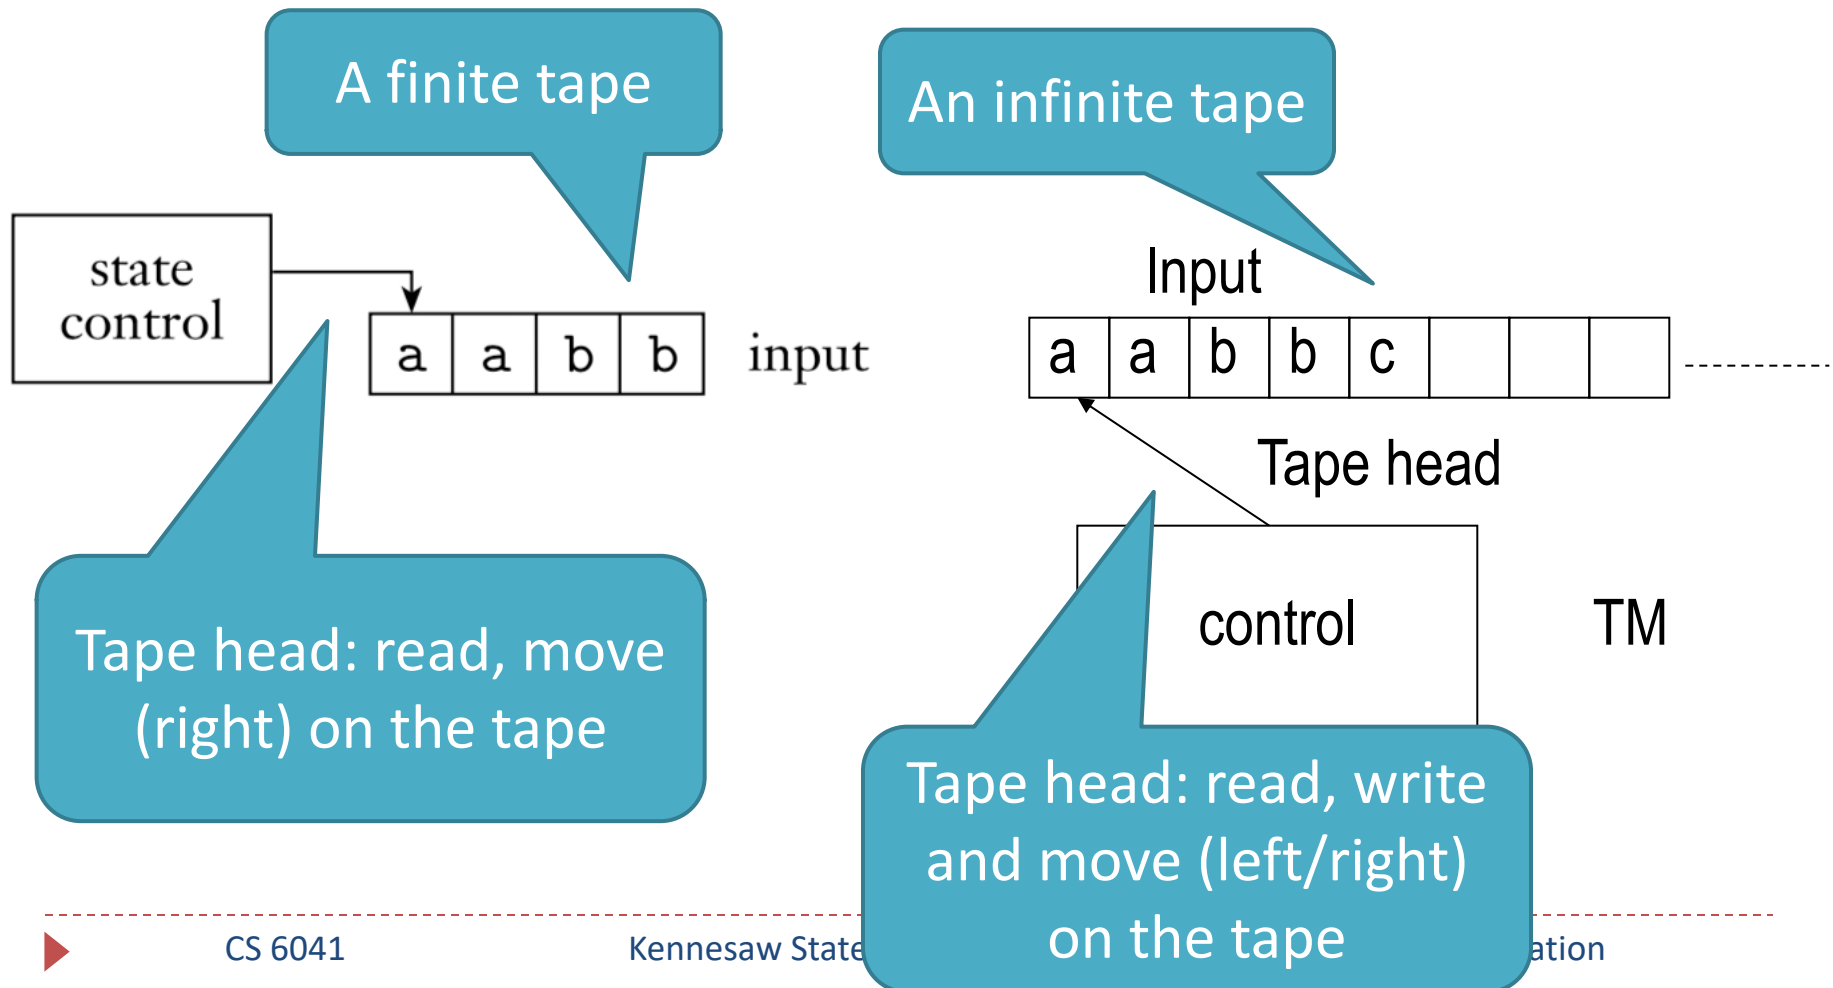 A finite tape
An infinite tape
state
control
a a b b
input
Tape head: read, move
(right) on the tape
Input
a a b b c
Tape head
control
TM
Tape head: read, write
and move (left/right)
on the tape
CS 6041
Kennesaw State
ation